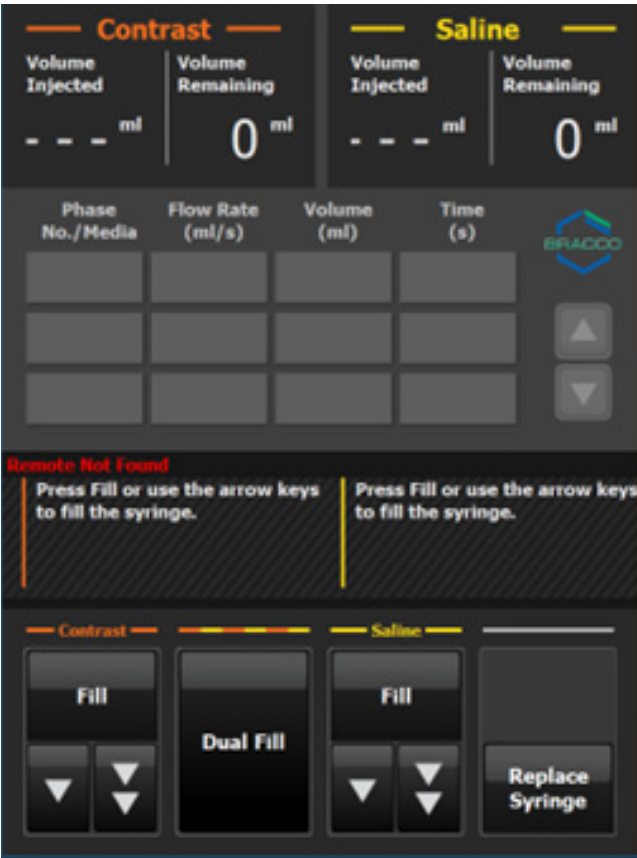 Contrast
Saline
Volume Injected
Volume Remaining
Volume Injected
Volume Remaining
- - - ml
0 ml
- - - ml
0 ml
Phase No./Media
Flow Rate (ml/s)
Volume (ml)
Time (s)
BRACCO
Remote Not Found
Press Fill or use the arrow keys
to fill the syringe.
Press Fill or use the arrow keys
to fill the syringe.
Contrast
Saline
Fill
Dual Fill
Fill
Replace
Syringe